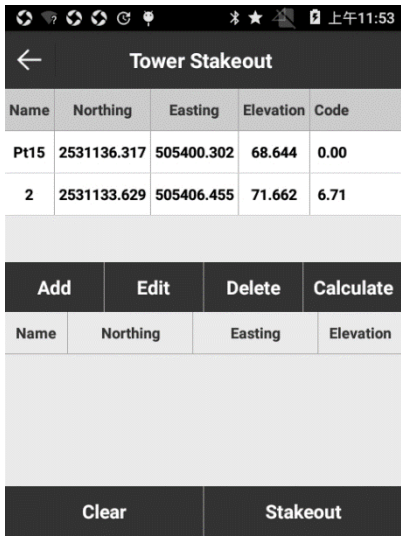 上午11:53
Tower Stakeout
Name Northing Easting Elevation Code
Pt15 2531136.317 505400.302 68.644 0.00
2 2531133.629 505406.455 71.662 6.71
Add Edit Delete Calculate
Name Northing Easting Elevation
Clear Stakeout